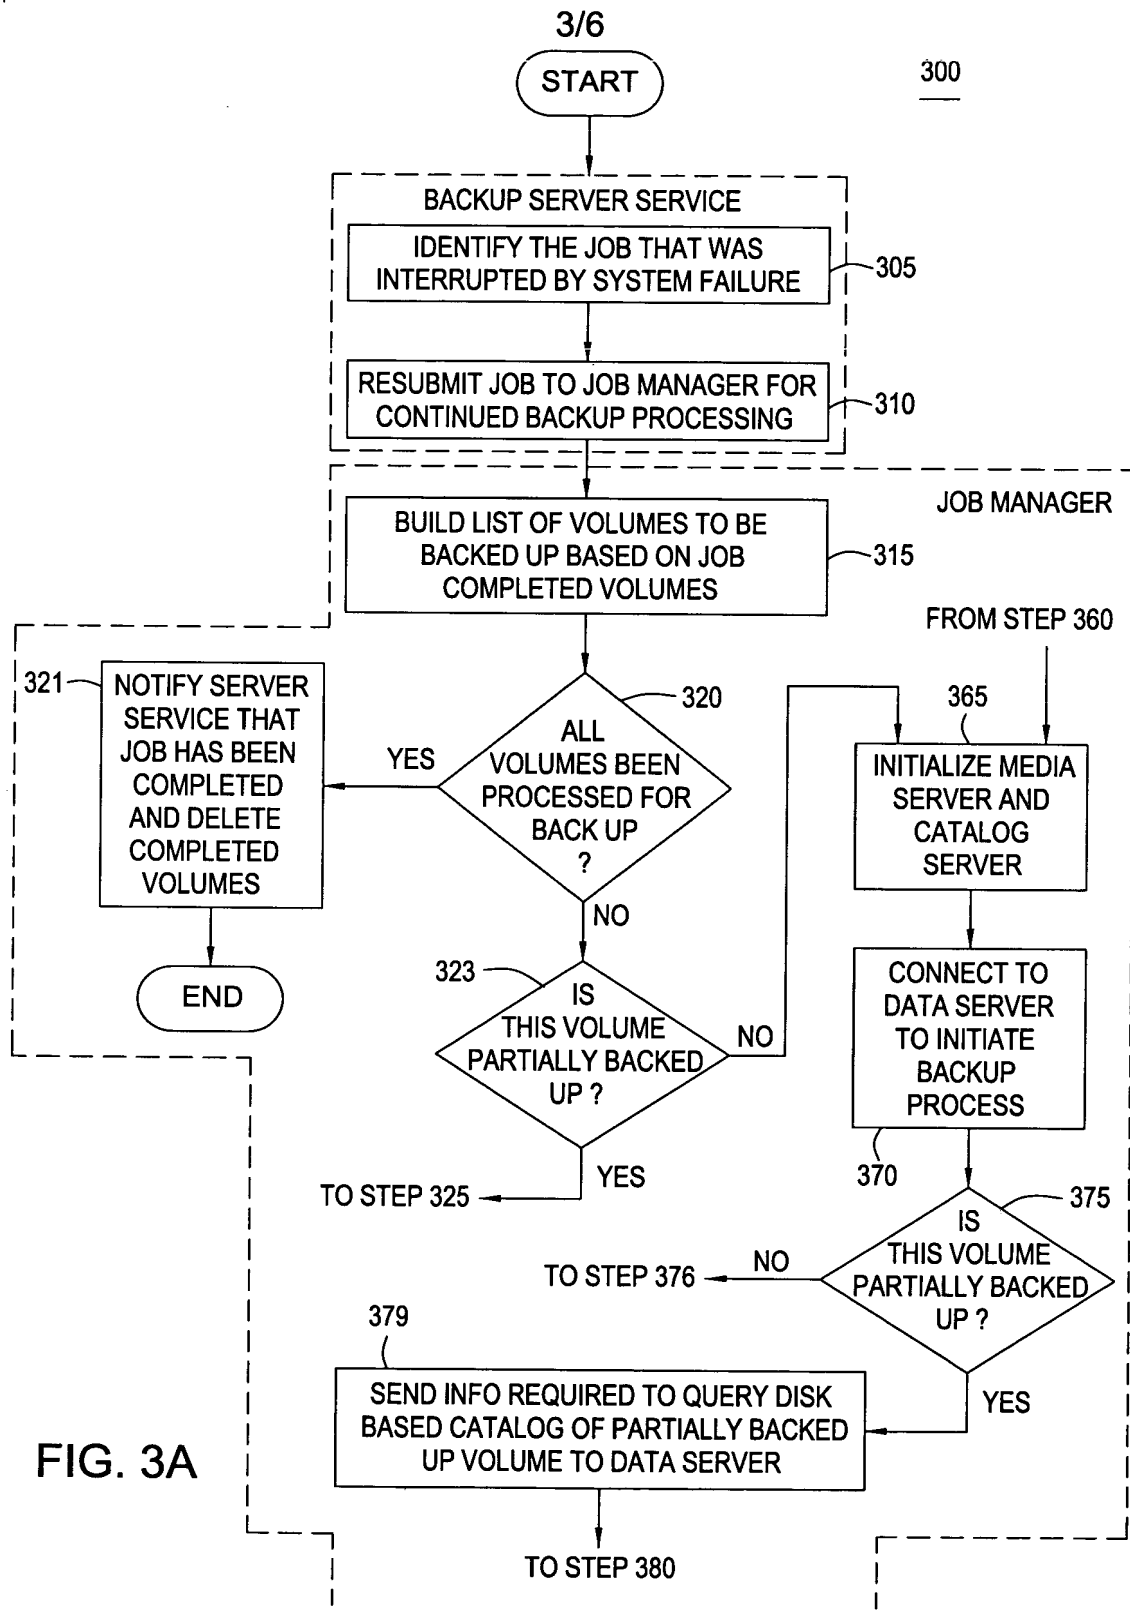 3/6
START
300
BACKUP SERVER SERVICE
IDENTIFY THE JOB THAT WAS
INTERRUPTED BY SYSTEM FAILURE
305
RESUBMIT JOB TO JOB MANAGER FOR
CONTINUED BACKUP PROCESSING
310
JOB MANAGER
BUILD LIST OF VOLUMES TO BE
BACKED UP BASED ON JOB
COMPLETED VOLUMES
315
FROM STEP 360
321
NOTIFY SERVER
SERVICE THAT
JOB HAS BEEN
COMPLETED
AND DELETE
COMPLETED
VOLUMES
END
YES
320
ALL
VOLUMES BEEN
PROCESSED FOR
BACK UP
?
NO
365
INITIALIZE MEDIA
SERVER AND
CATALOG
SERVER
323
IS
THIS VOLUME
PARTIALLY BACKED
UP ?
NO
YES
TO STEP 325
CONNECT TO
DATA SERVER
TO INITIATE
BACKUP
PROCESS
370
375
IS
THIS VOLUME
PARTIALLY BACKED
UP ?
NO
TO STEP 376
YES
379
SEND INFO REQUIRED TO QUERY DISK
BASED CATALOG OF PARTIALLY BACKED
UP VOLUME TO DATA SERVER
FIG. 3A
TO STEP 380